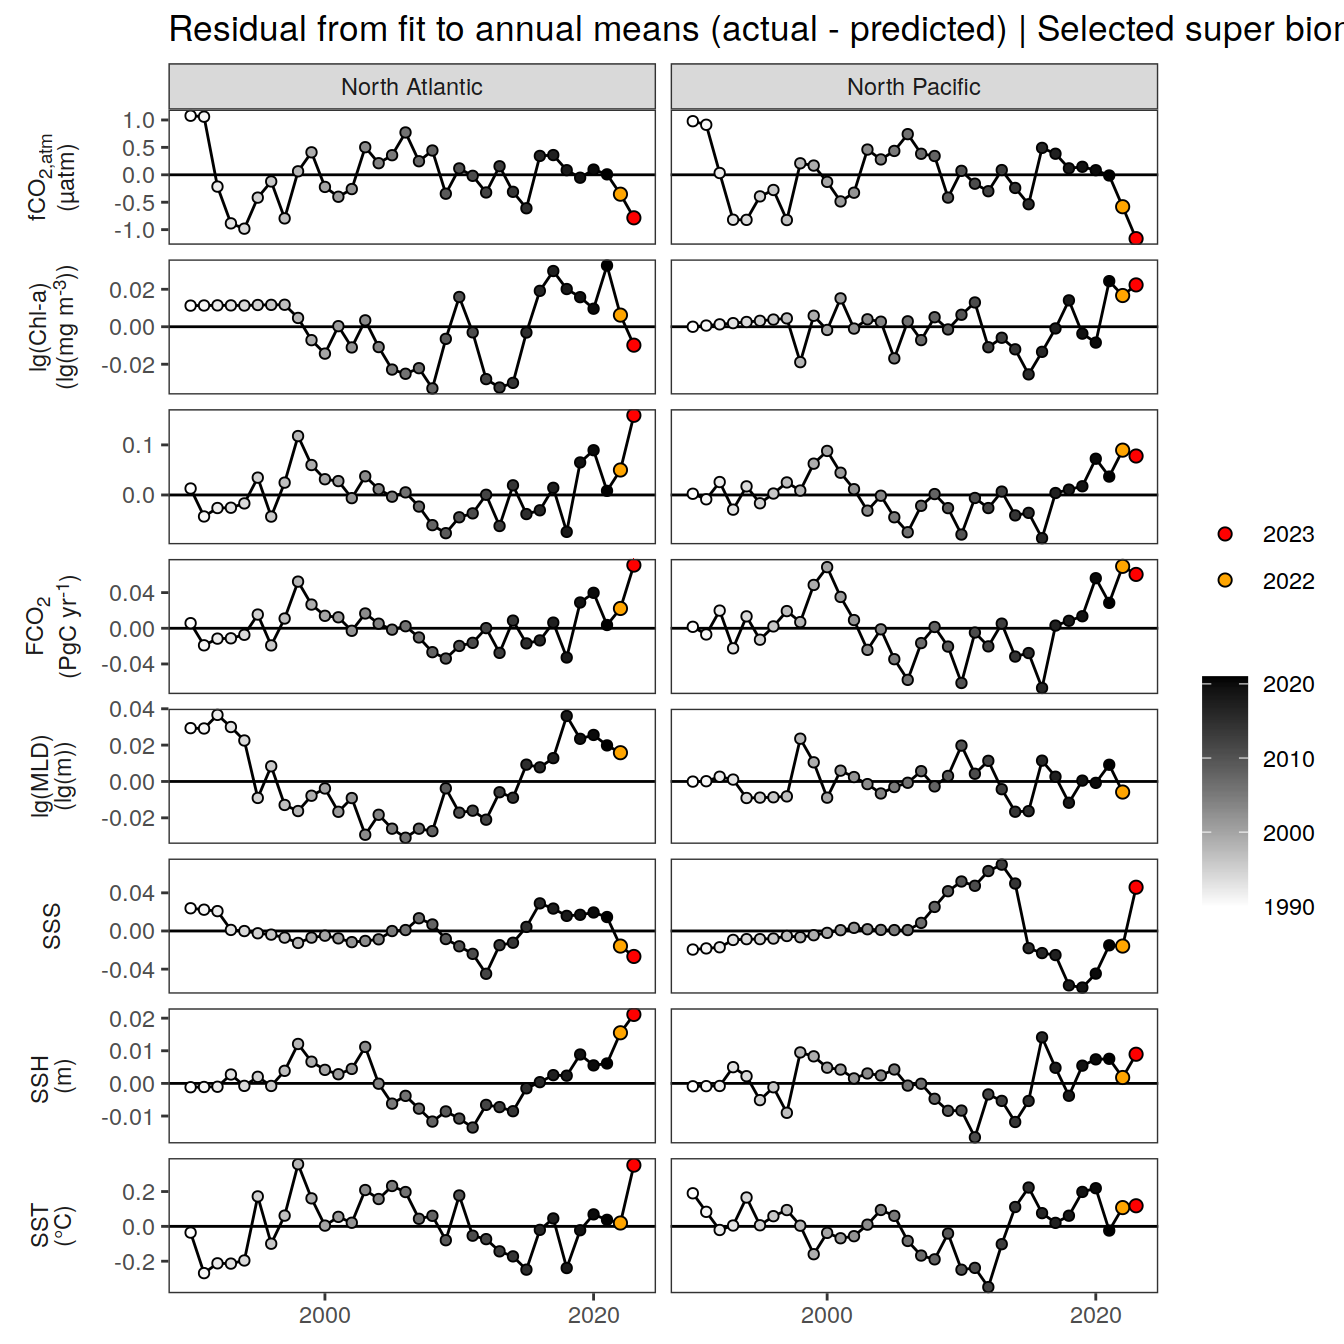 Residual from fit to annual means (actual - predicted) | Selected super bior
North Atlantic
North Pacific
fCO2,atm
(µatm)
1.0
0.5
0.0
-0.5
-1.0
lg(Chl-a)
(lg(mg m-3))
0.02
0.00
-0.02
0.1
0.0
FCO2
(PgC yr-1)
0.04
0.00
-0.04
lg(MLD)
(lg(m))
0.04
0.02
0.00
-0.02
SSS
0.04
0.00
-0.04
SSH
(m)
0.02
0.01
0.00
-0.01
SST
(°C)
0.2
0.0
-0.2
2000
2020
2000
2020
2023
2022
2020
2010
2000
1990